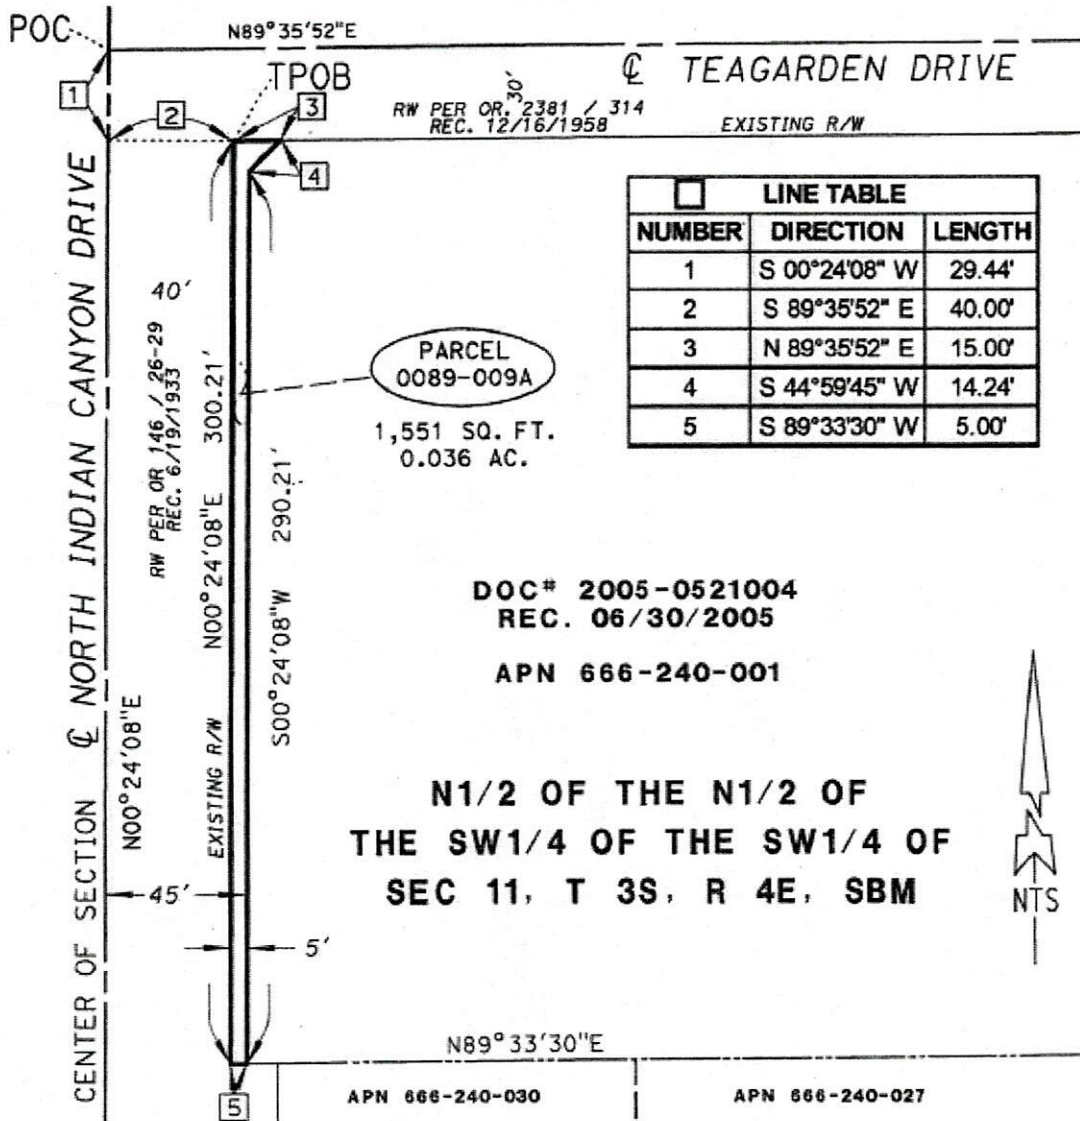 POC
N89°35'52"E
TPOB
℄ TEAGARDEN DRIVE
30'
RW PER OR. 2381 / 314
REC. 12/16/1958
EXISTING R/W
1
2
3
4
LINE TABLE
NUMBER DIRECTION LENGTH
1 S 00°24'08" W 29.44'
2 S 89°35'52" E 40.00'
3 N 89°35'52" E 15.00'
4 S 44°59'45" W 14.24'
5 S 89°33'30" W 5.00'
CENTER OF SECTION ℄ NORTH INDIAN CANYON DRIVE
N00°24'08"E
40'
RW PER OR 146 / 26-29
REC. 6/19/1933
EXISTING R/W N00°24'08"E 300.21'
S00°24'08"W 290.21'
PARCEL
0089-009A
1,551 SQ. FT.
0.036 AC.
DOC# 2005-0521004
REC. 06/30/2005
APN 666-240-001
N1/2 OF THE N1/2 OF
THE SW1/4 OF THE SW1/4 OF
SEC 11, T 3S, R 4E, SBM
NTS
45'
5'
N89°33'30"E
5
APN 666-240-030
APN 666-240-027